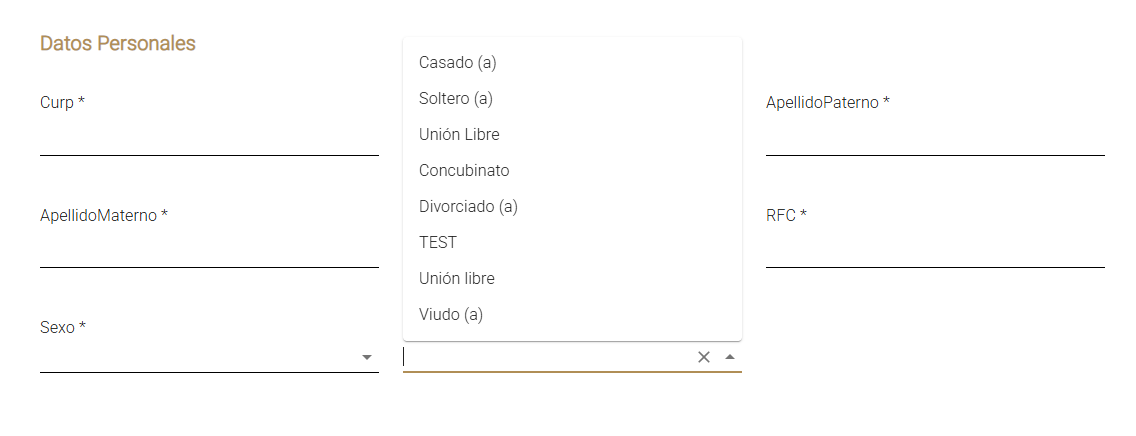 Datos Personales
Curp *
ApellidoPaterno *
ApellidoMaterno *
RFC *
Sexo *
Casado (a)
Soltero (a)
Unión Libre
Concubinato
Divorciado (a)
TEST
Unión libre
Viudo (a)